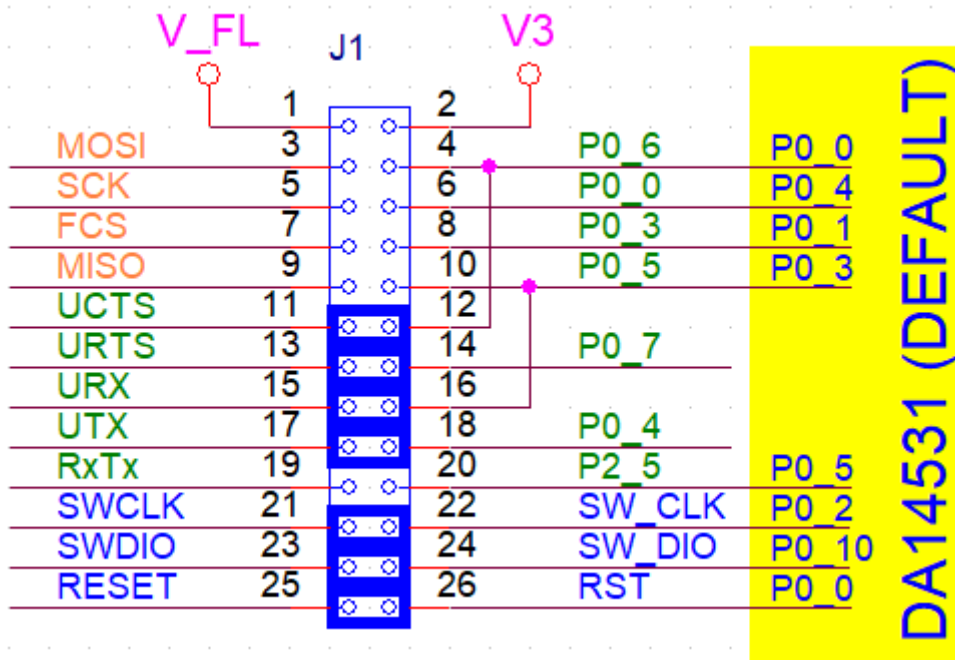 V_FL J1 V3
1 2
MOSI 3 4 P0_6 P0_0
SCK 5 6 P0_0 P0_4
FCS 7 8 P0_3 P0_1
MISO 9 10 P0_5 P0_3
UCTS 11 12
URTS 13 14 P0_7
URX 15 16
UTX 17 18 P0_4
RxTx 19 20 P2_5 P0_5
SWCLK 21 22 SW_CLK P0_2
SWDIO 23 24 SW_DIO P0_10
RESET 25 26 RST P0_0
DA14531 (DEFAULT)